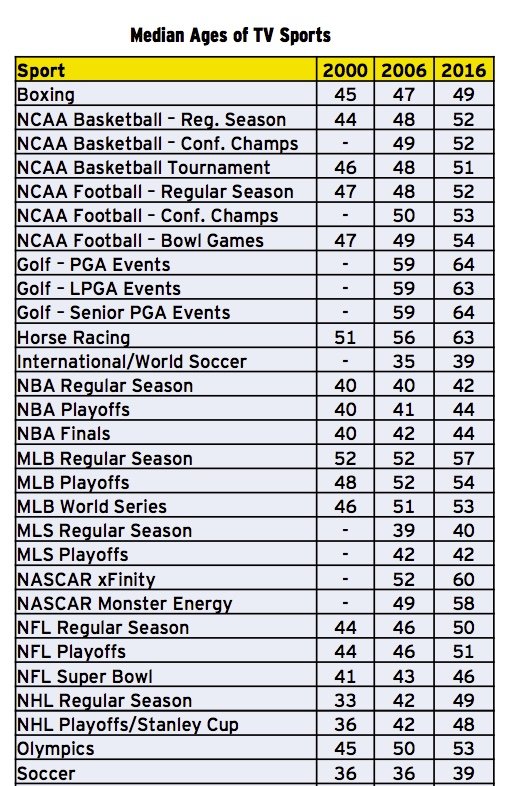 Median Ages of TV Sports
Sport 2000 2006 2016
Boxing 45 47 49
NCAA Basketball – Reg. Season 44 48 52
NCAA Basketball – Conf. Champs - 49 52
NCAA Basketball Tournament 46 48 51
NCAA Football – Regular Season 47 48 52
NCAA Football – Conf. Champs - 50 53
NCAA Football – Bowl Games 47 49 54
Golf – PGA Events - 59 64
Golf – LPGA Events - 59 63
Golf – Senior PGA Events - 59 64
Horse Racing 51 56 63
International/World Soccer - 35 39
NBA Regular Season 40 40 42
NBA Playoffs 40 41 44
NBA Finals 40 42 44
MLB Regular Season 52 52 57
MLB Playoffs 48 52 54
MLB World Series 46 51 53
MLS Regular Season - 39 40
MLS Playoffs - 42 42
NASCAR xFinity - 52 60
NASCAR Monster Energy - 49 58
NFL Regular Season 44 46 50
NFL Playoffs 44 46 51
NFL Super Bowl 41 43 46
NHL Regular Season 33 42 49
NHL Playoffs/Stanley Cup 36 42 48
Olympics 45 50 53
Soccer 36 36 39